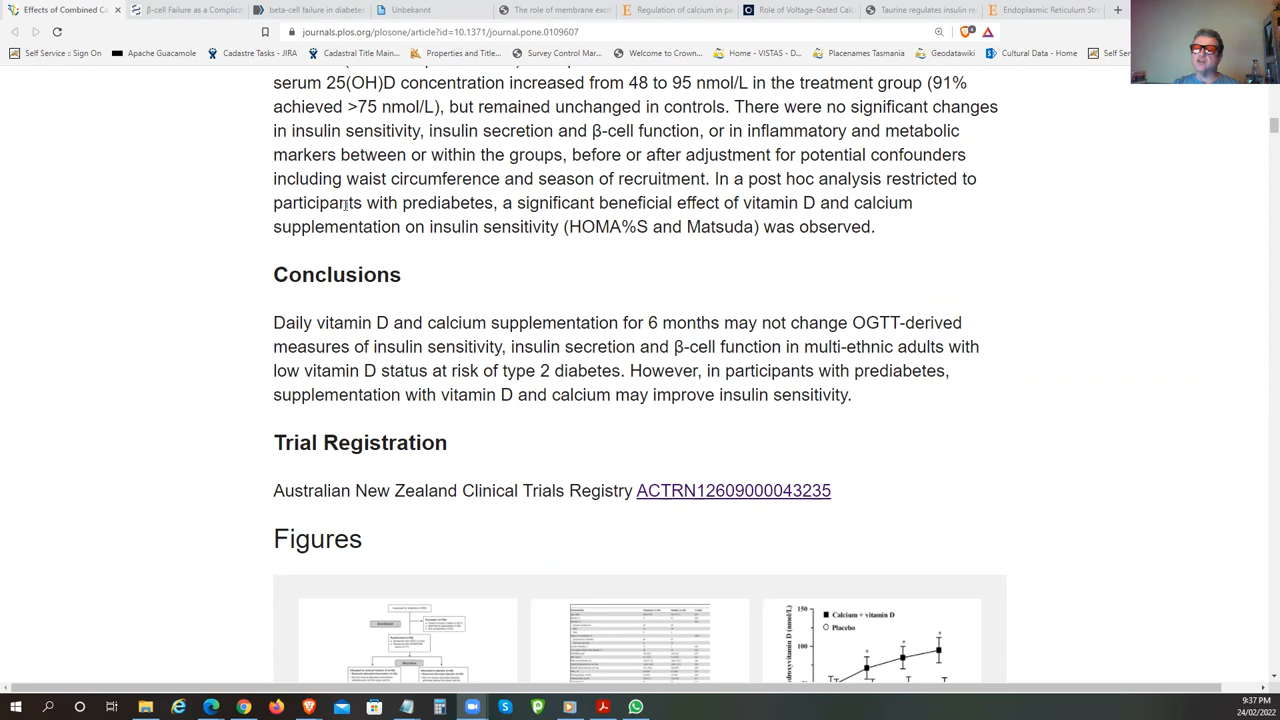 Effects of Combined Ca
β-cell Failure as a Complic
beta-cell failure in diabetes
Unbekannt
The role of membrane exci
Regulation of calcium in pa
Role of Voltage-Gated Calc
Taurine regulates insulin re
Endoplasmic Reticulum Stre
journals.plos.org/plosone/article?id=10.1371/journal.pone.0109607
Self Service :: Sign On
Apache Guacamole
Cadastre Tasks - JIRA
Cadastral Title Main...
Properties and Title...
Survey Control Mar...
Welcome to Crown...
Home - VISTAS - D...
Placenames Tasmania
Geodatawiki
Cultural Data - Home
Self Ser
serum 25(OH)D concentration increased from 48 to 95 nmol/L in the treatment group (91%
achieved >75 nmol/L), but remained unchanged in controls. There were no significant changes
in insulin sensitivity, insulin secretion and β-cell function, or in inflammatory and metabolic
markers between or within the groups, before or after adjustment for potential confounders
including waist circumference and season of recruitment. In a post hoc analysis restricted to
participants with prediabetes, a significant beneficial effect of vitamin D and calcium
supplementation on insulin sensitivity (HOMA%S and Matsuda) was observed.
Conclusions
Daily vitamin D and calcium supplementation for 6 months may not change OGTT-derived
measures of insulin sensitivity, insulin secretion and β-cell function in multi-ethnic adults with
low vitamin D status at risk of type 2 diabetes. However, in participants with prediabetes,
supplementation with vitamin D and calcium may improve insulin sensitivity.
Trial Registration
Australian New Zealand Clinical Trials Registry ACTRN12609000043235
Figures
150
100
Calcium + vitamin D
Placebo
9:37 PM
24/02/2022